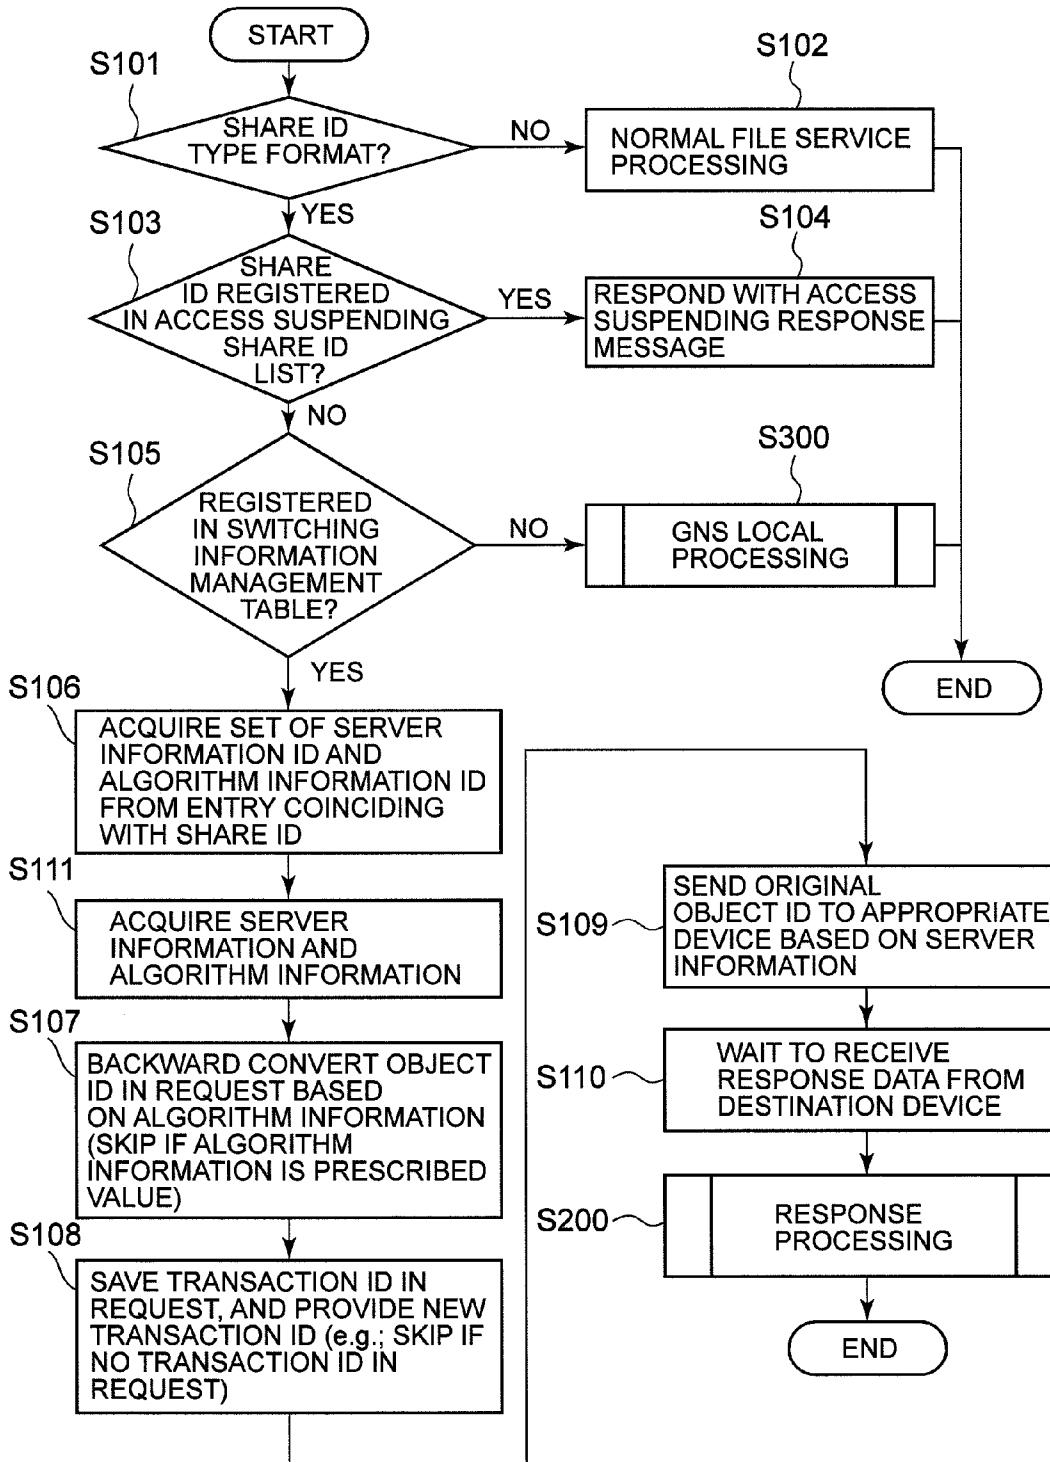 START
S101
SHARE ID
TYPE FORMAT?
NO
S102
NORMAL FILE SERVICE
PROCESSING
YES
S103
SHARE
ID REGISTERED
IN ACCESS SUSPENDING
SHARE ID
LIST?
YES
S104
RESPOND WITH ACCESS
SUSPENDING RESPONSE
MESSAGE
NO
S105
REGISTERED
IN SWITCHING
INFORMATION
MANAGEMENT
TABLE?
NO
S300
GNS LOCAL
PROCESSING
END
YES
S106
ACQUIRE SET OF SERVER
INFORMATION ID AND
ALGORITHM INFORMATION ID
FROM ENTRY COINCIDING
WITH SHARE ID
S111
ACQUIRE SERVER
INFORMATION AND
ALGORITHM INFORMATION
S107
BACKWARD CONVERT OBJECT
ID IN REQUEST BASED
ON ALGORITHM INFORMATION
(SKIP IF ALGORITHM
INFORMATION IS PRESCRIBED
VALUE)
S108
SAVE TRANSACTION ID IN
REQUEST, AND PROVIDE NEW
TRANSACTION ID (e.g.; SKIP IF
NO TRANSACTION ID IN
REQUEST)
S109
SEND ORIGINAL
OBJECT ID TO APPROPRIATE
DEVICE BASED ON SERVER
INFORMATION
S110
WAIT TO RECEIVE
RESPONSE DATA FROM
DESTINATION DEVICE
S200
RESPONSE
PROCESSING
END